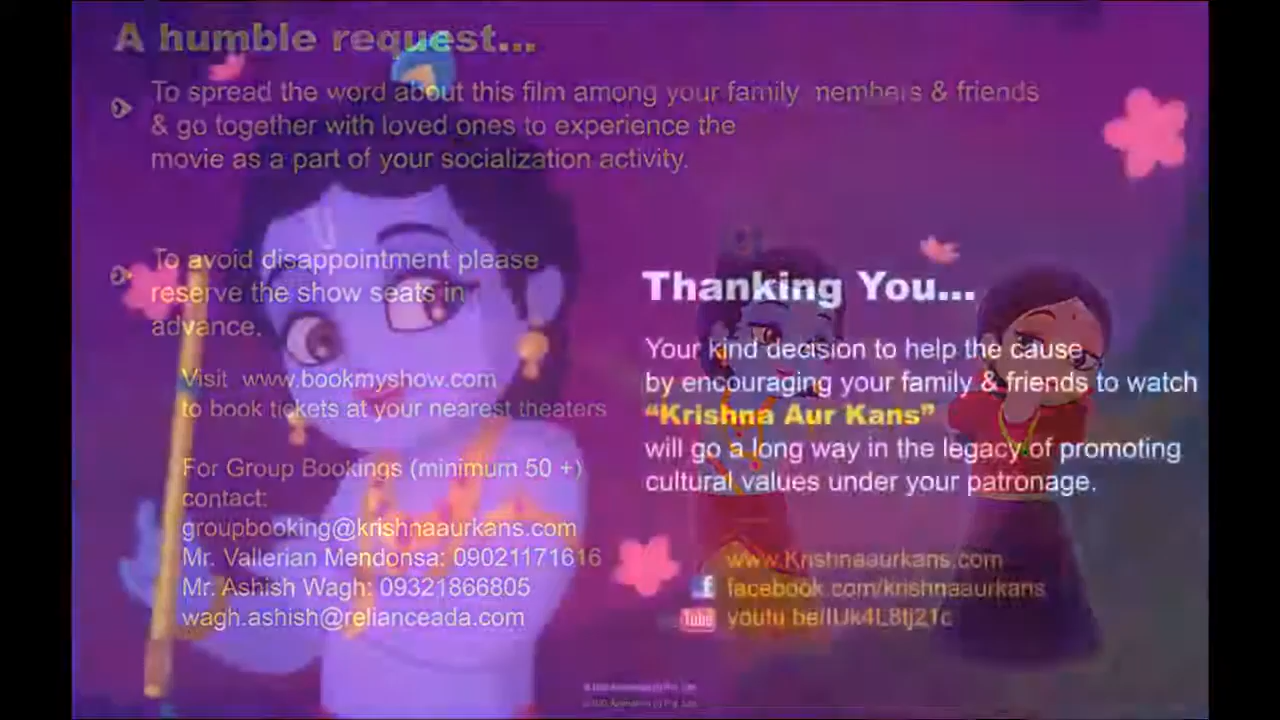 A humble request...
To spread the word about this film among your family members & friends
& go together with loved ones to experience the
movie as a part of your socialization activity.
To avoid disappointment please
reserve the show seats in
advance.
Visit www.bookmyshow.com
to book tickets at your nearest theaters
For Group Bookings (minimum 50 +)
contact:
groupbooking@krishnaaurkans.com
Mr. Vallerian Mendonsa: 09021171616
Mr. Ashish Wagh: 09321866805
wagh.ashish@relianceada.com
Thanking You...
Your kind decision to help the cause
by encouraging your family & friends to watch
“Krishna Aur Kans”
will go a long way in the legacy of promoting
cultural values under your patronage.
www.Krishnaaurkans.com
facebook.com/krishnaaurkans
Tube